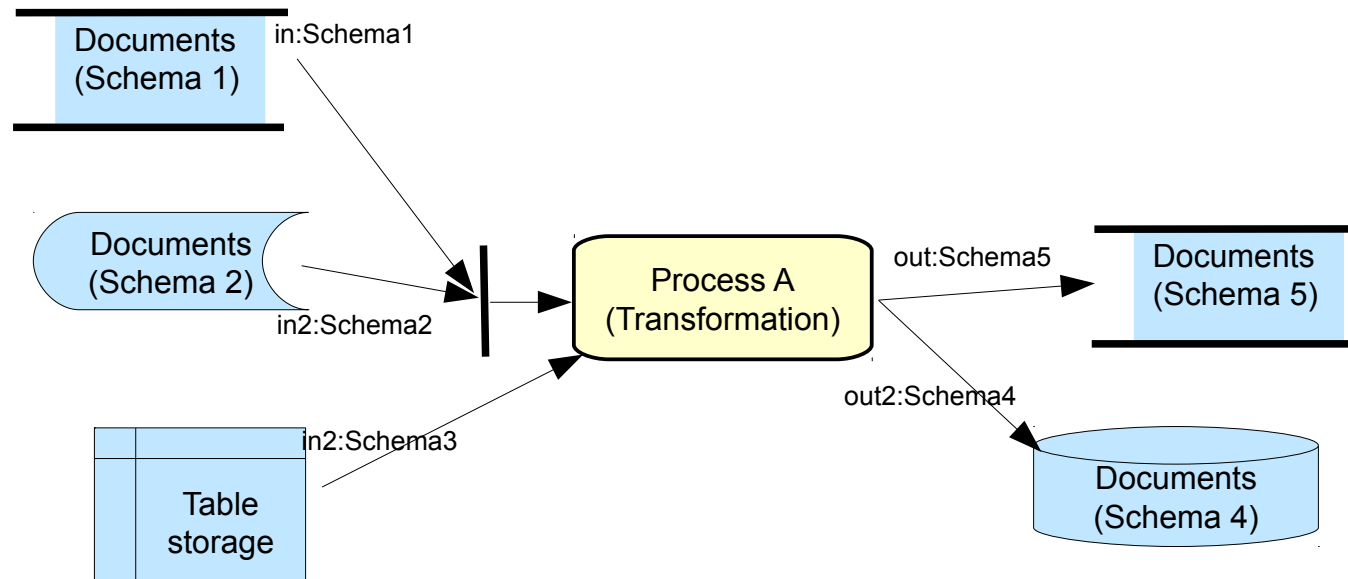 Documents
(Schema 1)
in:Schema1
Documents
(Schema 2)
in2:Schema2
Table
storage
in2:Schema3
Process A
(Transformation)
out:Schema5
Documents
(Schema 5)
out2:Schema4
Documents
(Schema 4)